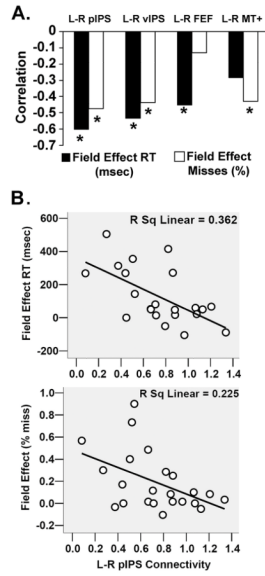 A.
L-R pIPS L-R vIPS L-R FEF L-R MT+
Correlation
0
-0.1
-0.2
-0.3
-0.4
-0.5
-0.6
-0.7
* * * * * *
Field Effect RT (msec)
Field Effect Misses (%)
B.
R Sq Linear = 0.362
Field Effect RT (msec)
600
400
200
0
-200
0.0 0.2 0.4 0.6 0.8 1.0 1.2 1.4
R Sq Linear = 0.225
Field Effect (% miss)
1.0
0.8
0.6
0.4
0.2
0.0
-0.2
0.0 0.2 0.4 0.6 0.8 1.0 1.2 1.4
L-R pIPS Connectivity